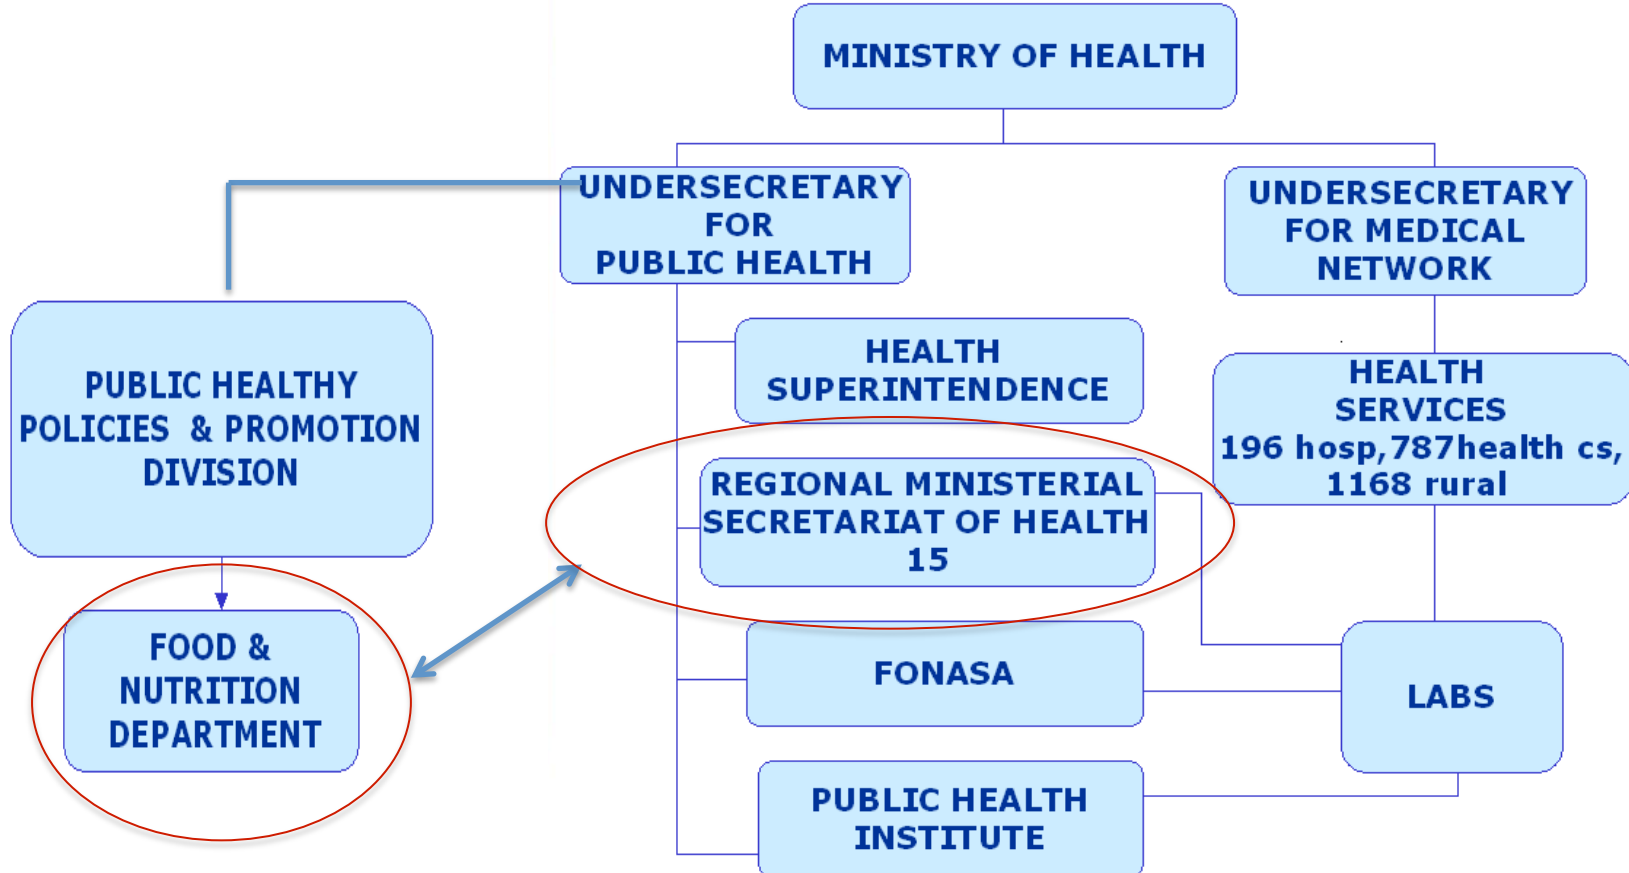 MINISTRY OF HEALTH
UNDERSECRETARY
FOR
PUBLIC HEALTH
UNDERSECRETARY
FOR MEDICAL
NETWORK
PUBLIC HEALTHY
POLICIES & PROMOTION
DIVISION
HEALTH
SUPERINTENDENCE
HEALTH
SERVICES
196 hosp,787health cs,
1168 rural
REGIONAL MINISTERIAL
SECRETARIAT OF HEALTH
15
FOOD &
NUTRITION
DEPARTMENT
FONASA
LABS
PUBLIC HEALTH
INSTITUTE